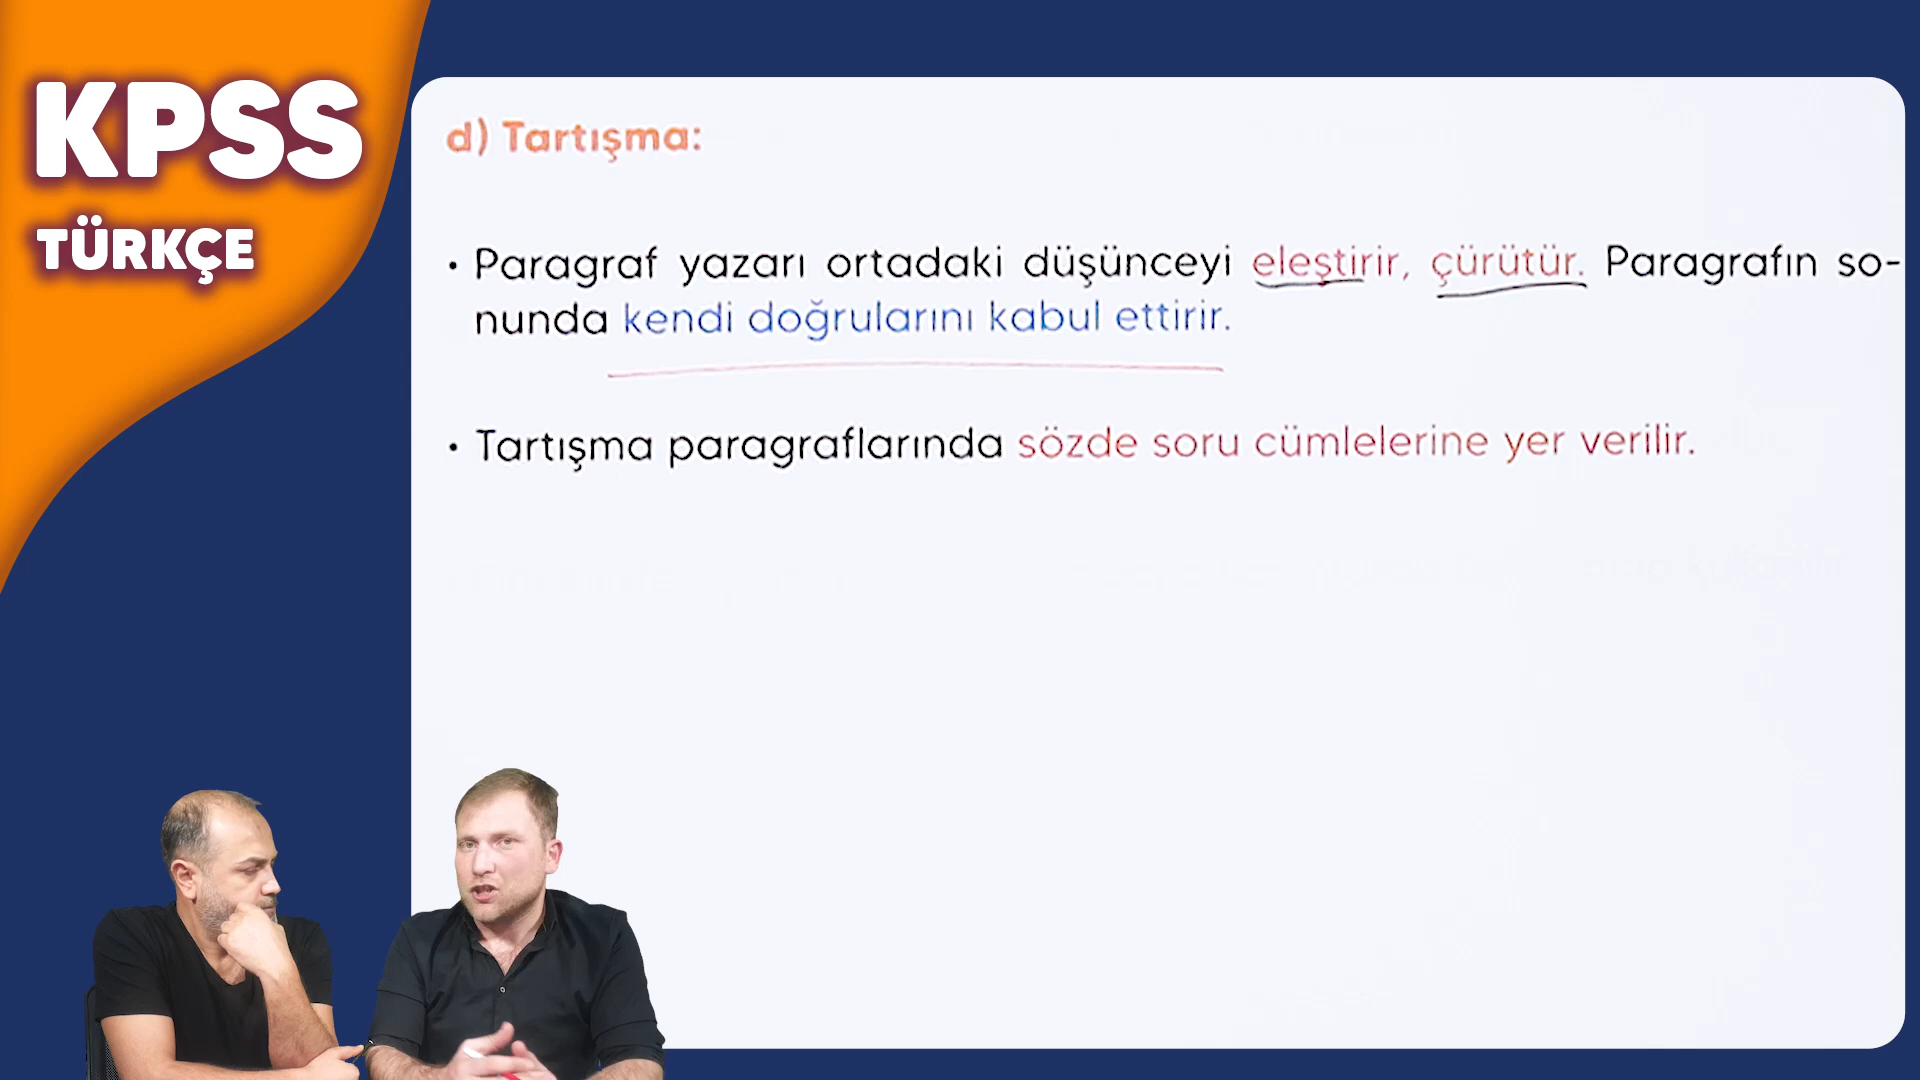 KPSS
TÜRKÇE
d) Tartışma:
• Paragraf yazarı ortadaki düşünceyi eleştirir, çürütür. Paragrafın so-
nunda kendi doğrularını kabul ettirir.
• Tartışma paragraflarında sözde soru cümlelerine yer verilir.